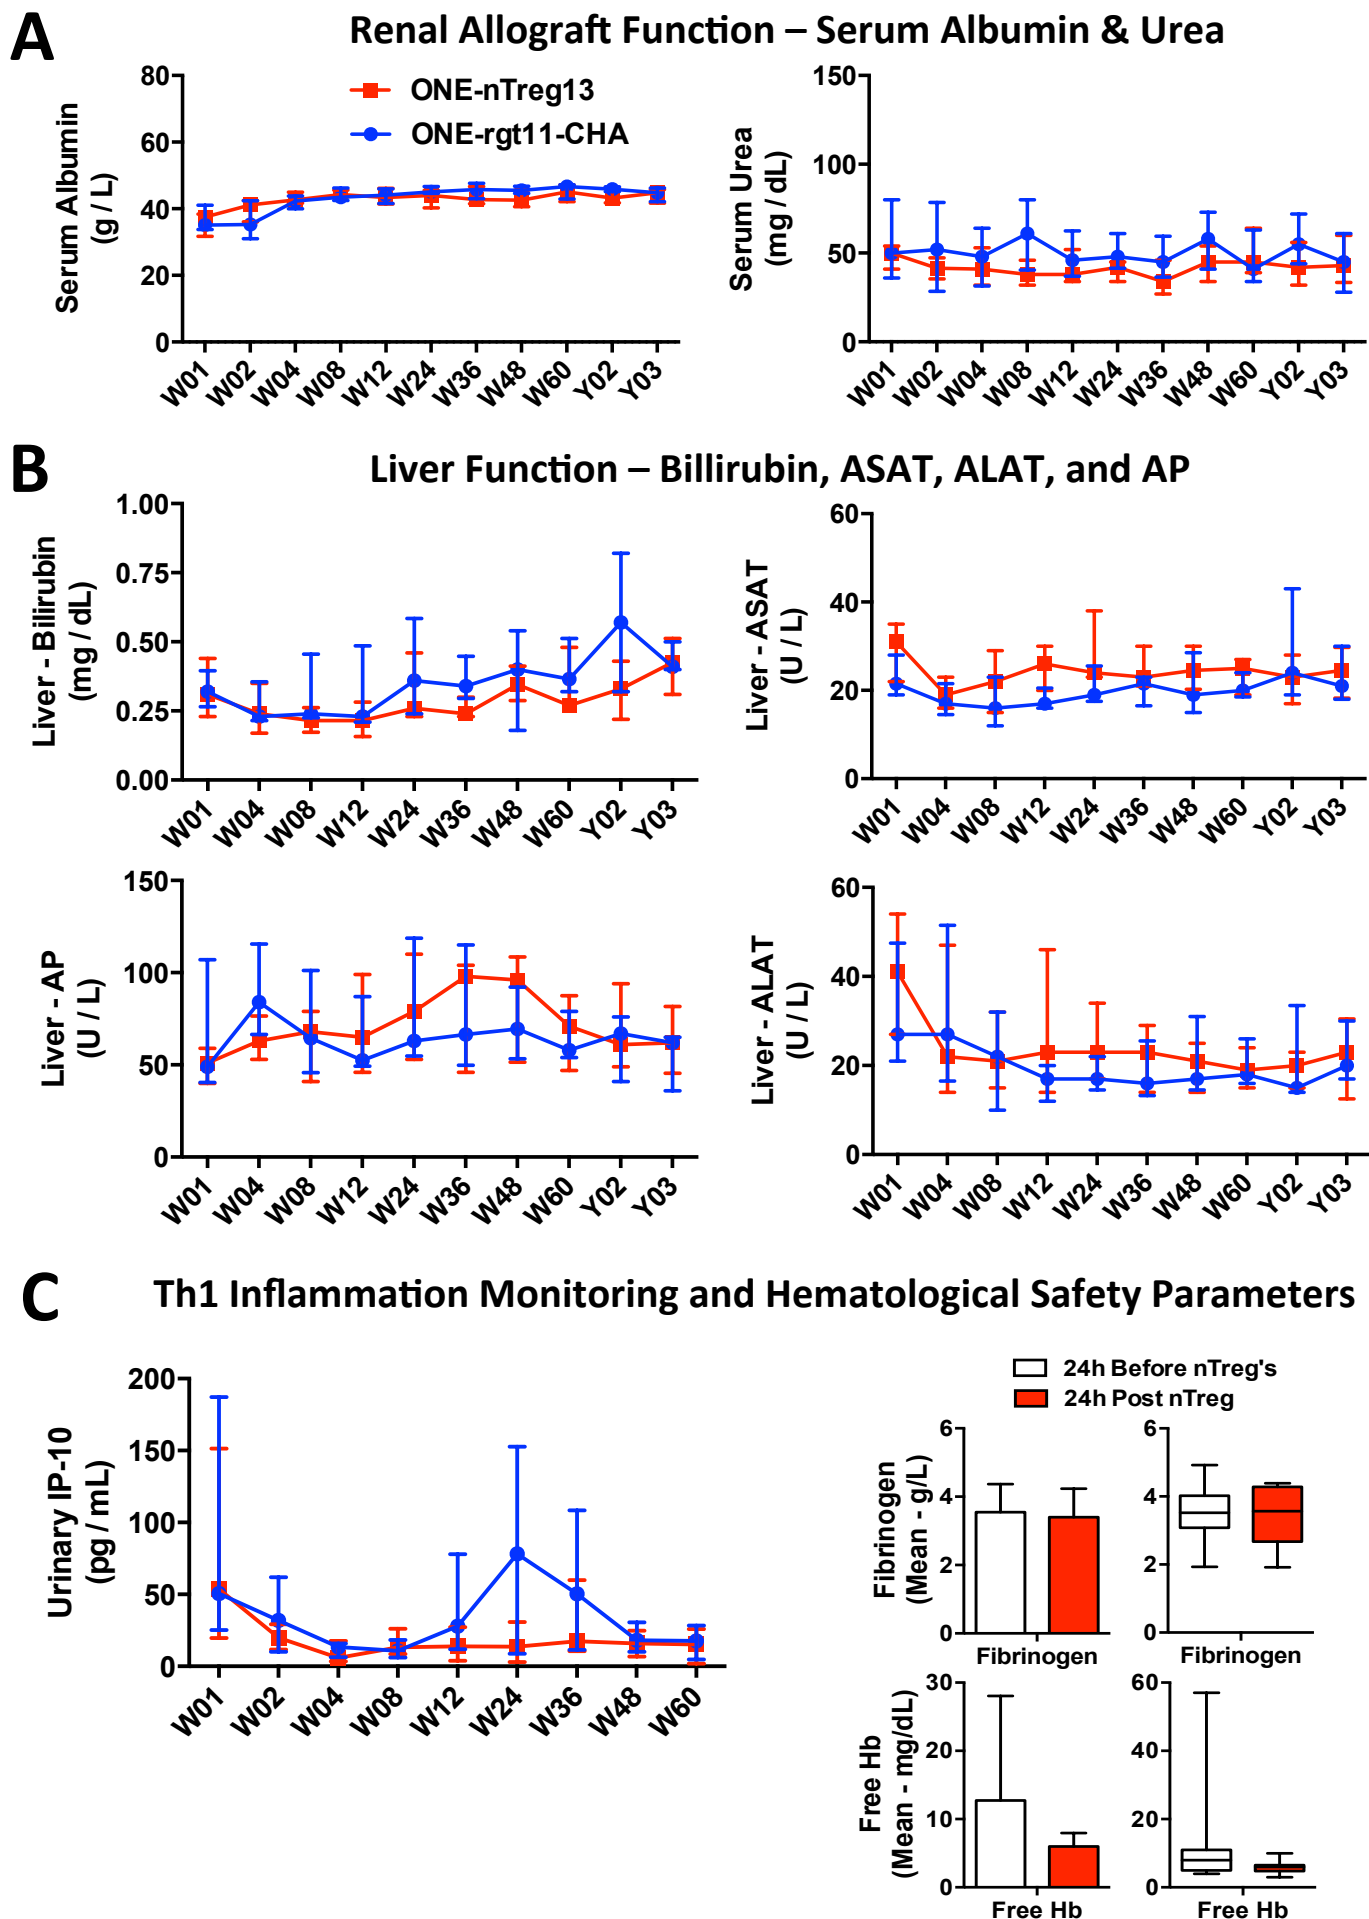 A
Renal Allograft Function – Serum Albumin & Urea
Serum Albumin
(g / L)
80
60
40
20
0
ONE-nTreg13
ONE-rgt11-CHA
W01 W02 W04 W08 W12 W24 W36 W48 W60 Y02 Y03
Serum Urea
(mg / dL)
150
100
50
0
W01 W02 W04 W08 W12 W24 W36 W48 W60 Y02 Y03
B
Liver Function – Billirubin, ASAT, ALAT, and AP
Liver - Bilirubin
(mg / dL)
1.00
0.75
0.50
0.25
0.00
W01 W04 W08 W12 W24 W36 W48 W60 Y02 Y03
Liver - ASAT
(U / L)
60
40
20
0
W01 W04 W08 W12 W24 W36 W48 W60 Y02 Y03
Liver - AP
(U / L)
150
100
50
0
W01 W04 W08 W12 W24 W36 W48 W60 Y02 Y03
Liver - ALAT
(U / L)
60
40
20
0
W01 W04 W08 W12 W24 W36 W48 W60 Y02 Y03
C
Th1 Inflammation Monitoring and Hematological Safety Parameters
Urinary IP-10
(pg / mL)
200
150
100
50
0
W01 W02 W04 W08 W12 W24 W36 W48 W60
24h Before nTreg's
24h Post nTreg
Fibrinogen
(Mean - g/L)
6
4
2
0
Fibrinogen
6
4
2
0
Fibrinogen
Free Hb
(Mean - mg/dL)
30
20
10
0
Free Hb
60
40
20
0
Free Hb